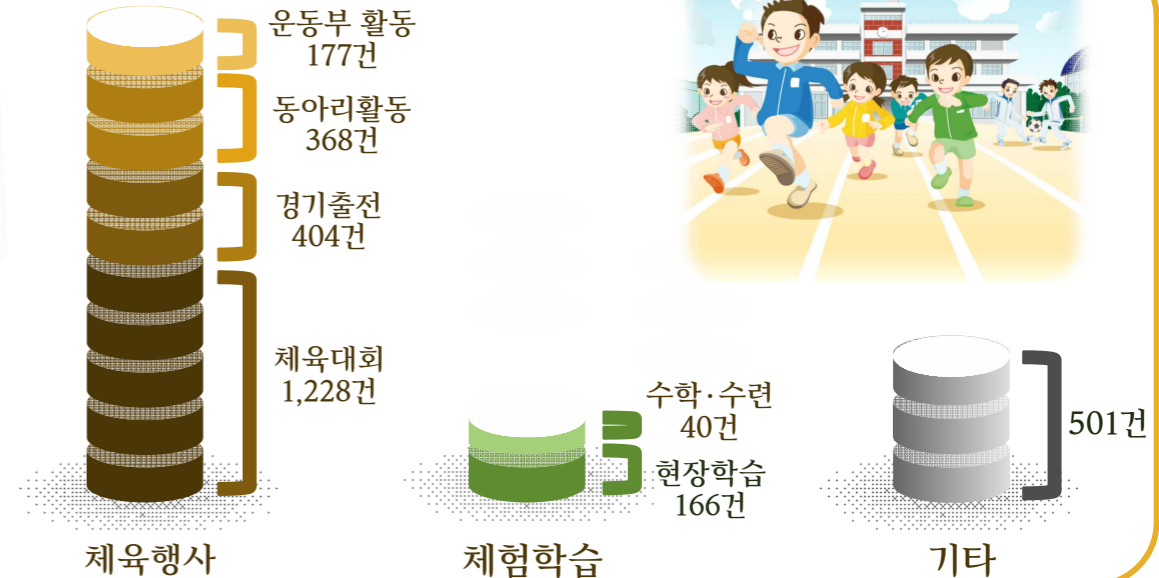 운동부 활동
177건
동아리활동
368건
경기출전
404건
체육대회
1,228건
체육행사
수학·수련
40건
현장학습
166건
체험학습
501건
기타